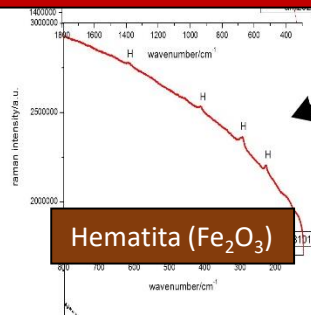 1400000
3000000
1800 1600 1400 1200 1000 800 600 400
wavenumber/cm⁻¹
H
H
H
H
2500000
raman intensity/a.u.
2000000
Hematita (Fe₂O₃)
800 700 600 500 400 300 200
wavenumber/cm⁻¹